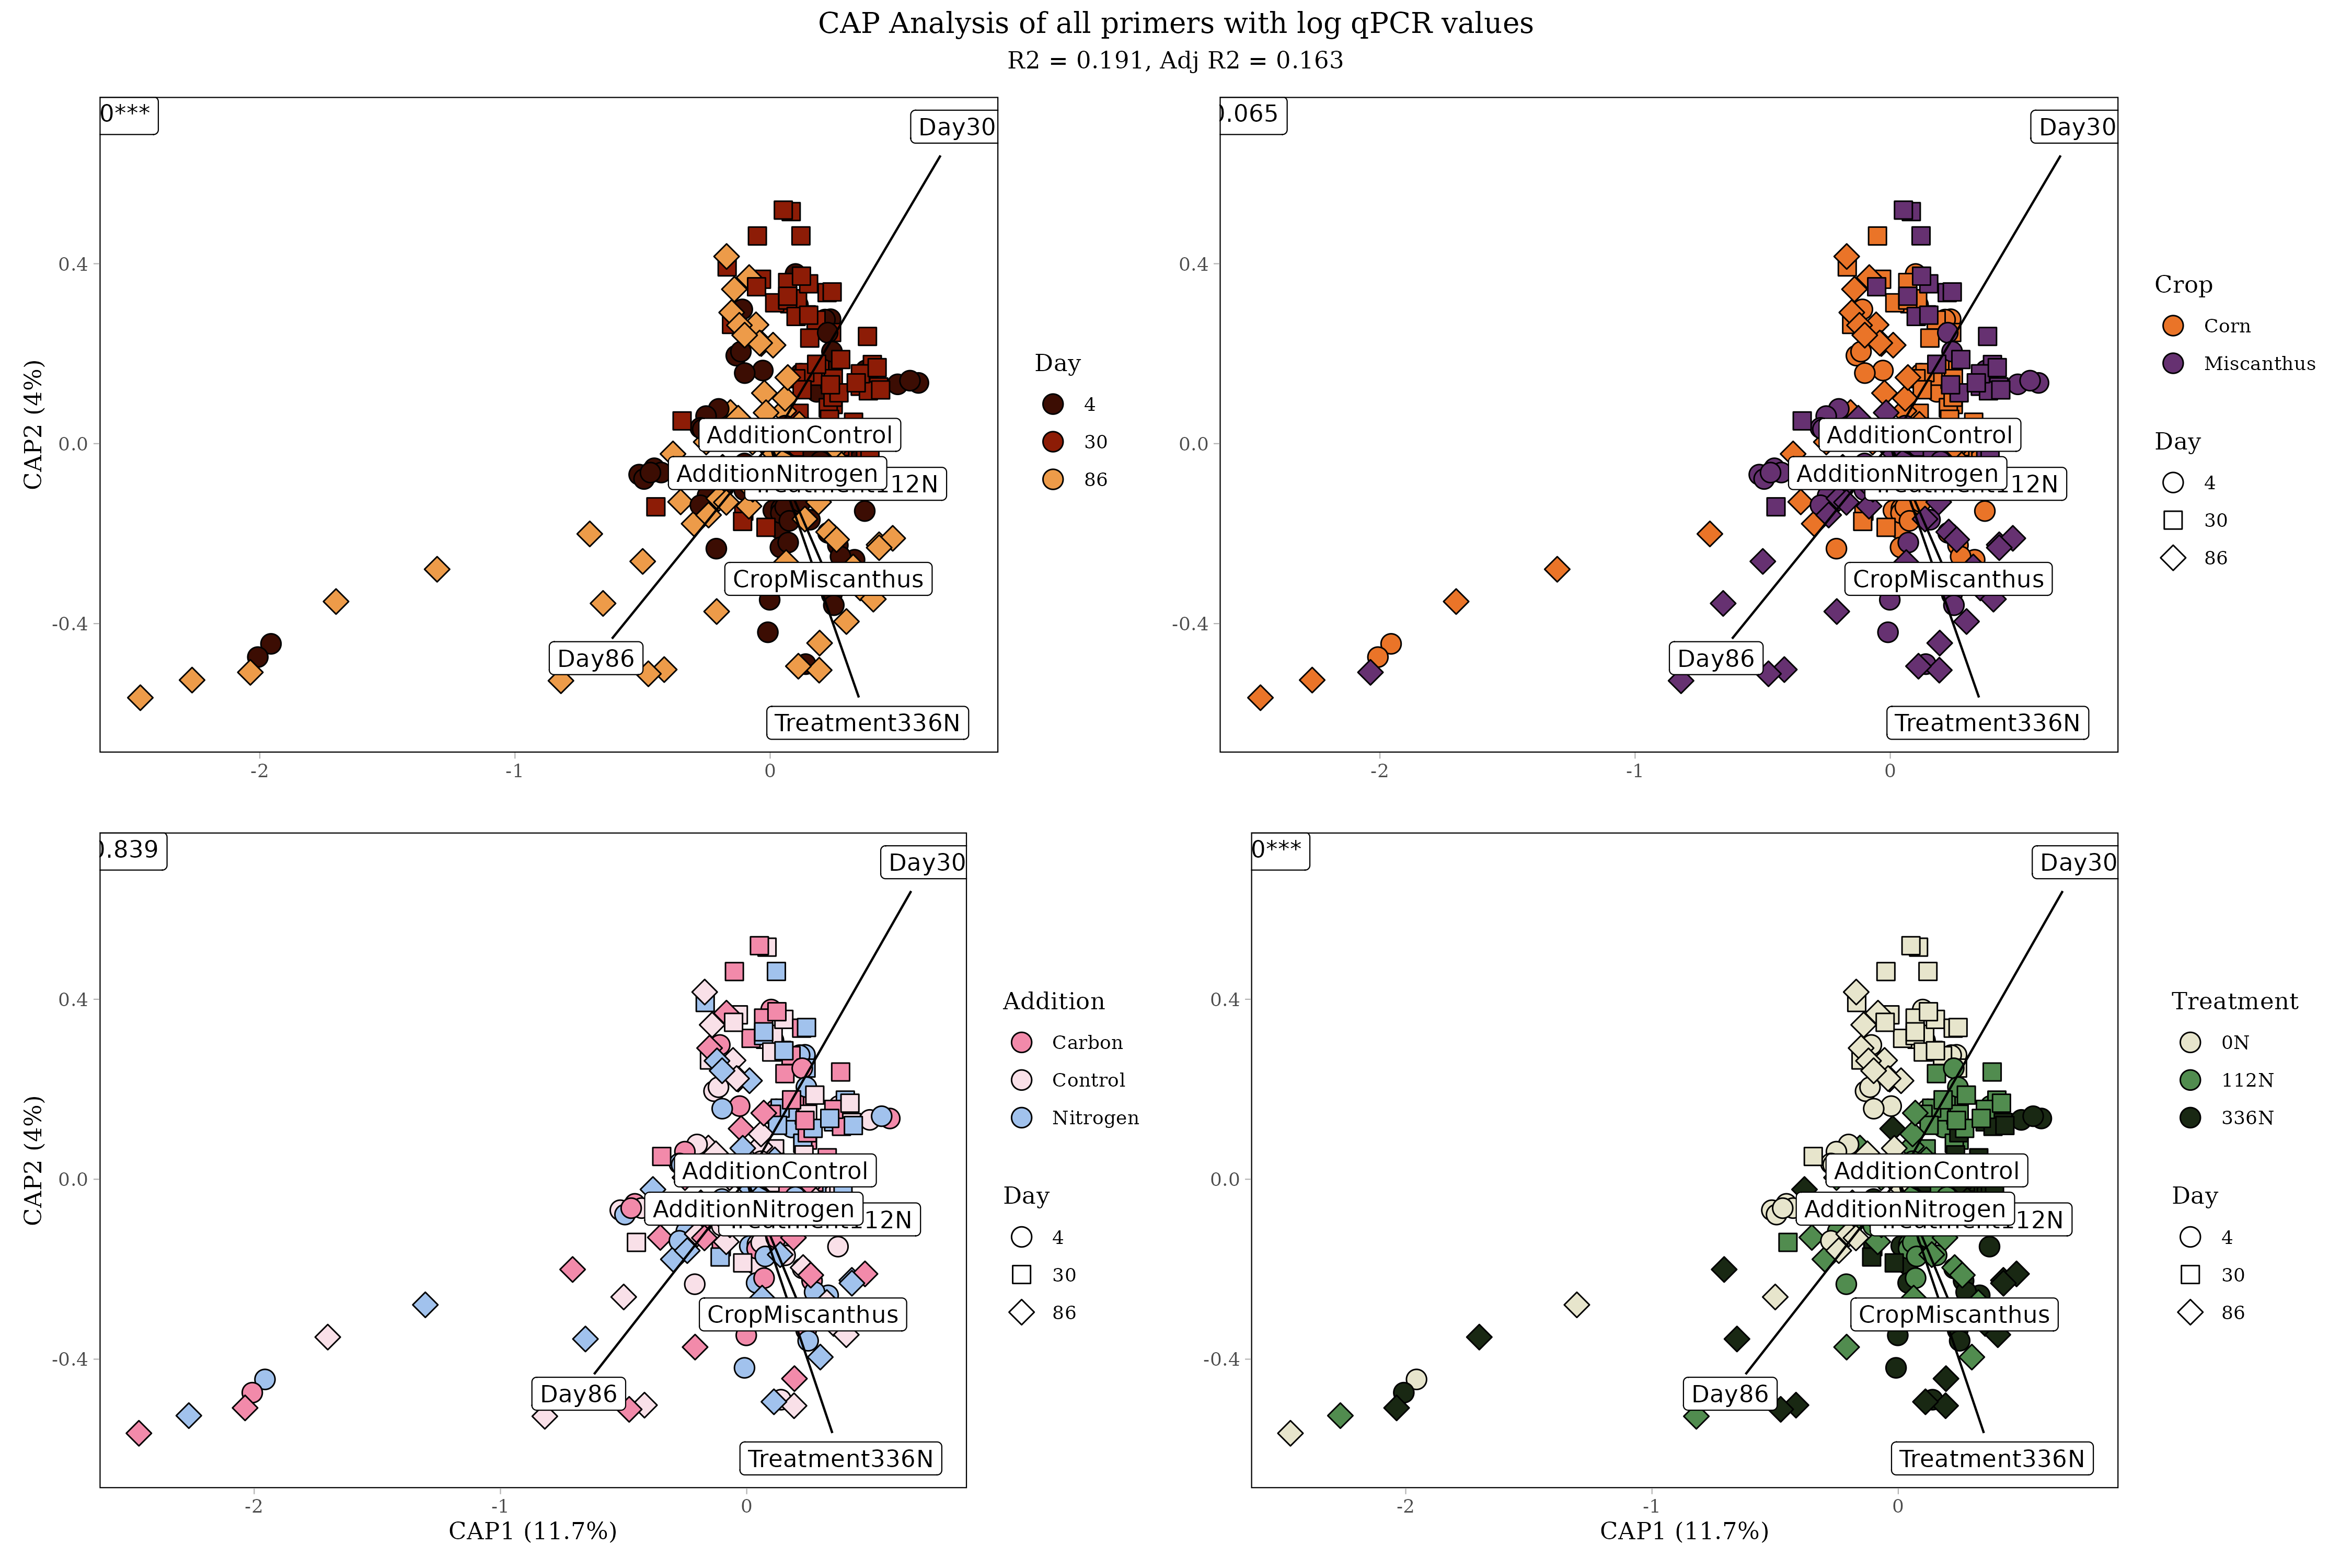 CAP Analysis of all primers with log qPCR values
R2 = 0.191, Adj R2 = 0.163
0***
Day30
AdditionControl
AdditionNitrogen
112N
CropMiscanthus
Day86
Treatment336N
CAP2 (4%)
0.4
0.0
-0.4
-2
-1
0
Day
4
30
86
.065
Day30
AdditionControl
AdditionNitrogen
12N
CropMiscanthus
Day86
Treatment336N
0.4
0.0
-0.4
-2
-1
0
Crop
Corn
Miscanthus
Day
4
30
86
.839
Day30
AdditionControl
AdditionNitrogen
12N
CropMiscanthus
Day86
Treatment336N
CAP2 (4%)
0.4
0.0
-0.4
-2
-1
0
CAP1 (11.7%)
Addition
Carbon
Control
Nitrogen
Day
4
30
86
0***
Day30
AdditionControl
AdditionNitrogen
12N
CropMiscanthus
Day86
Treatment336N
0.4
0.0
-0.4
-2
-1
0
CAP1 (11.7%)
Treatment
0N
112N
336N
Day
4
30
86